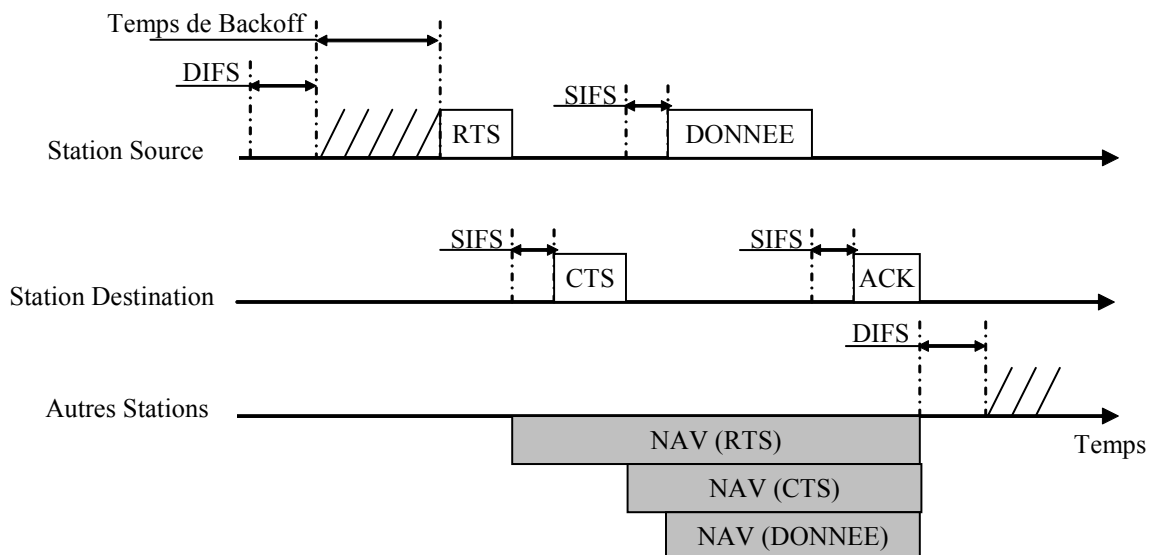 Temps de Backoff
DIFS
SIFS
RTS
DONNEE
Station Source
SIFS
SIFS
CTS
ACK
Station Destination
DIFS
Autres Stations
NAV (RTS)
Temps
NAV (CTS)
NAV (DONNEE)